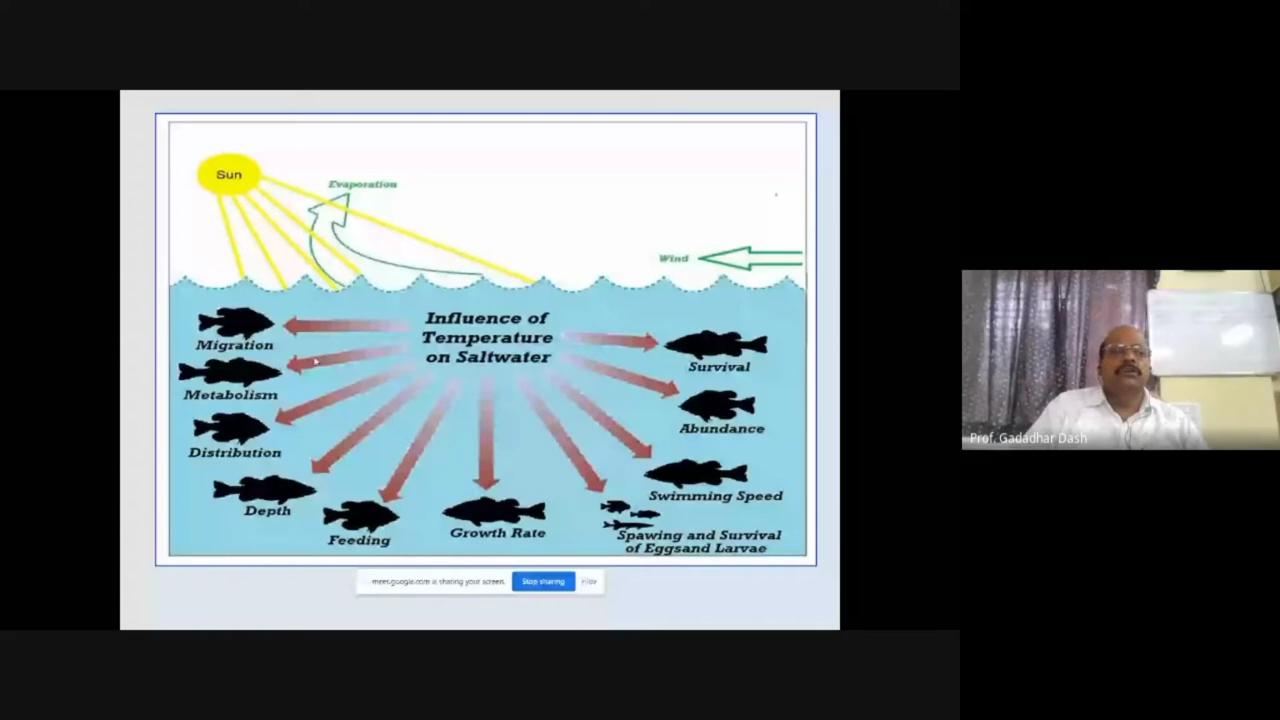 Sun
Evaporation
Wind
Influence of
Temperature
on Saltwater
Migration
Metabolism
Distribution
Depth
Feeding
Growth Rate
Spawing and Survival
of Eggsand Larvae
Swimming Speed
Abundance
Survival
meet.google.com is sharing your screen.
Stop sharing
Hide
Prof. Gadadhar Dash